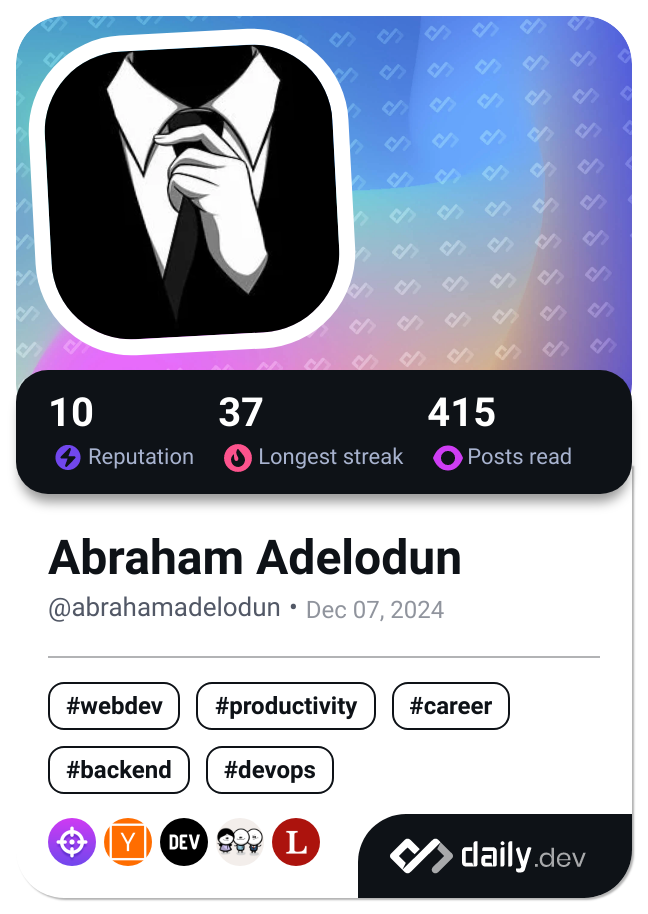 10 37 415
Reputation Longest streak Posts read
Abraham Adelodun
@abrahamadelodun • Dec 07, 2024
#webdev #productivity #career
#backend #devops
Y DEV L
daily.dev